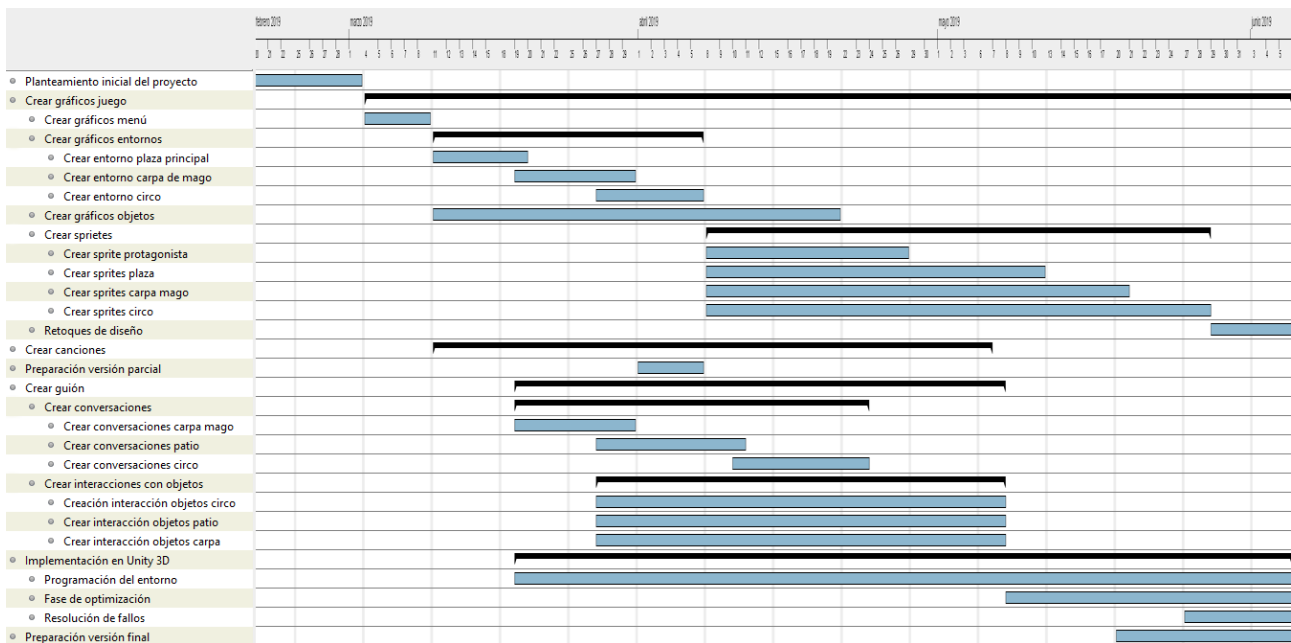 febrero 2019 marzo 2019 abril 2019 mayo 2019 junio 2019
Planteamiento inicial del proyecto
Crear gráficos juego
Crear gráficos menú
Crear gráficos entornos
Crear entorno plaza principal
Crear entorno carpa de mago
Crear entorno circo
Crear gráficos objetos
Crear sprietes
Crear sprite protagonista
Crear sprites plaza
Crear sprites carpa mago
Crear sprites circo
Retoques de diseño
Crear canciones
Preparación versión parcial
Crear guión
Crear conversaciones
Crear conversaciones carpa mago
Crear conversaciones patio
Crear conversaciones circo
Crear interacciones con objetos
Creación interacción objetos circo
Crear interacción objetos patio
Crear interacción objetos carpa
Implementación en Unity 3D
Programación del entorno
Fase de optimización
Resolución de fallos
Preparación versión final